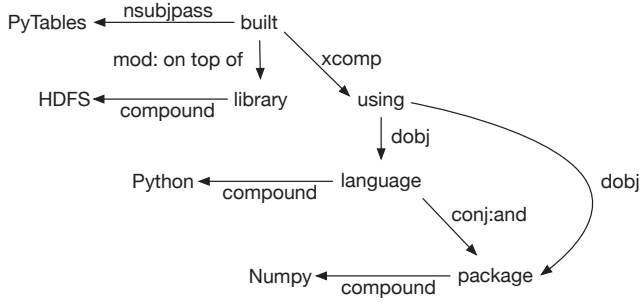 nsubjpass
PyTables built
mod: on top of
xcomp
HDFS library using
compound
dobj
dobj
Python language
compound
conj:and
Numpy package
compound